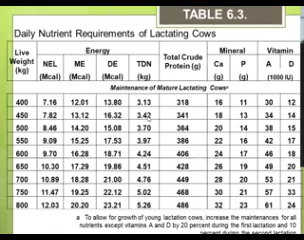 TABLE 6.3.
Daily Nutrient Requirements of Lactating Cows
Live Weight (kg) Energy Total Crude Protein (g) Mineral Vitamin
NEL ME DE TDN Ca P A D
(Mcal) (Mcal) (Mcal) (kg) (g) (g) (1000 IU)
Maintenance of Mature Lactating Cowsᵃ
400 7.16 12.01 13.80 3.13 318 16 11 30 12
450 7.82 13.12 16.32 3.42 341 18 13 34 14
500 8.46 14.20 15.08 3.70 364 20 14 38 15
550 9.09 15.25 17.53 3.97 386 22 16 42 17
600 9.70 16.28 18.71 4.24 406 24 17 46 18
650 10.30 17.29 19.86 4.51 428 26 19 49 20
700 10.89 18.28 21.00 4.76 449 28 20 53 21
750 11.47 19.25 22.12 5.02 468 30 21 57 33
800 12.03 20.20 23.21 5.26 486 32 23 61 24
a To allow for growth of young lactation cows, increase the maintenances for all
nutrients except vitamins A and D by 20 percent during the first lactation and 10
percent during the second lactation